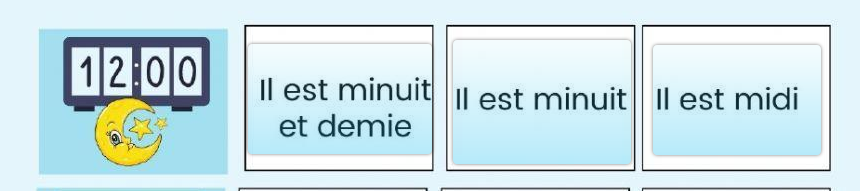 12:00
Il est minuit
et demie
Il est minuit
Il est midi